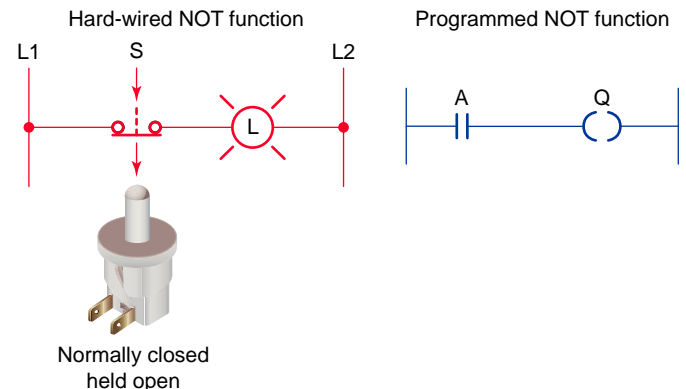 Hard-wired NOT function
Programmed NOT function
L1
S
L2
L
A
Q
Normally closed
held open